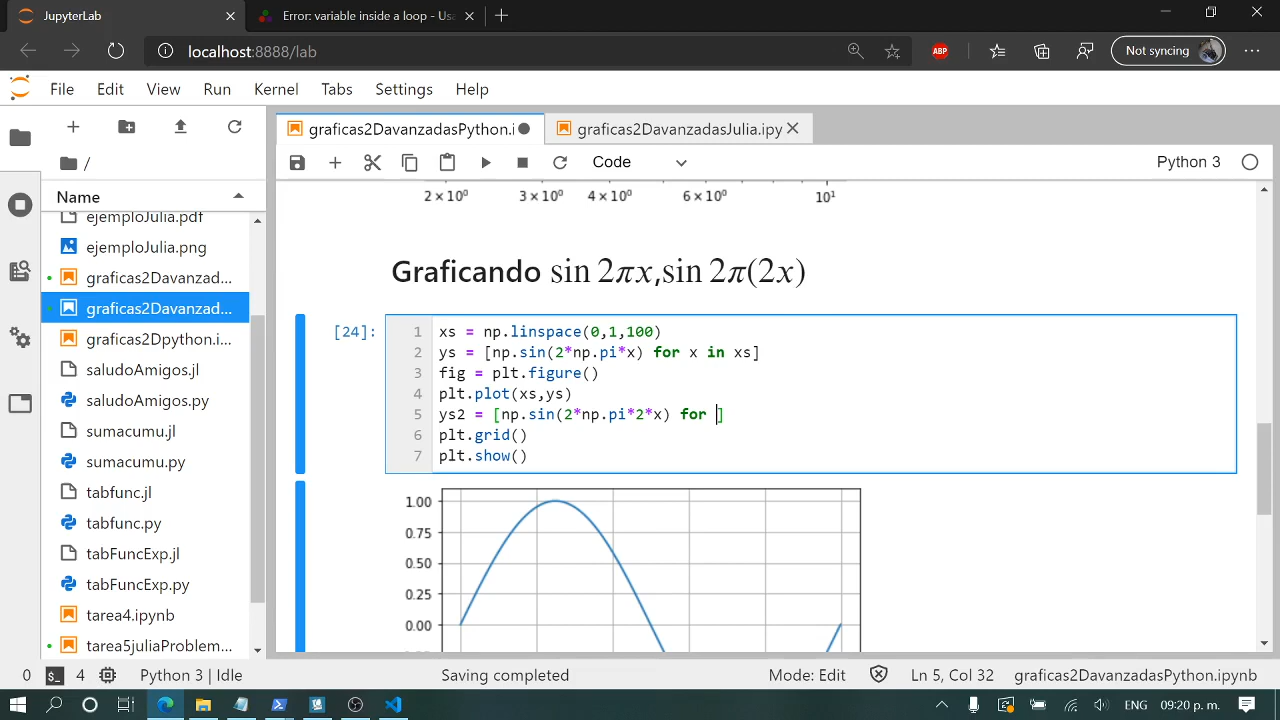 JupyterLab
Error: variable inside a loop - Usa
localhost:8888/lab
ABP
Not syncing
File Edit View Run Kernel Tabs Settings Help
graficas2DavanzadasPython.i
graficas2DavanzadasJulia.ipy
/
Code
Python 3
Name
ejemploJulia.pdf
ejemploJulia.png
graficas2Davanzad...
graficas2Davanzad...
graficas2Dpython.i...
saludoAmigos.jl
saludoAmigos.py
sumacumu.jl
sumacumu.py
tabfunc.jl
tabfunc.py
tabFuncExp.jl
tabFuncExp.py
tarea4.ipynb
tarea5juliaProblem...
2 × 10⁰ 3 × 10⁰ 4 × 10⁰ 6 × 10⁰ 10¹
Graficando sin 2πx,sin 2π(2x)
[24]:
1 xs = np.linspace(0,1,100)
2 ys = [np.sin(2*np.pi*x) for x in xs]
3 fig = plt.figure()
4 plt.plot(xs,ys)
5 ys2 = [np.sin(2*np.pi*2*x) for ]
6 plt.grid()
7 plt.show()
1.00
0.75
0.50
0.25
0.00
0 $_ 4 Python 3 | Idle Saving completed Mode: Edit Ln 5, Col 32 graficas2DavanzadasPython.ipynb
ENG 09:20 p. m.